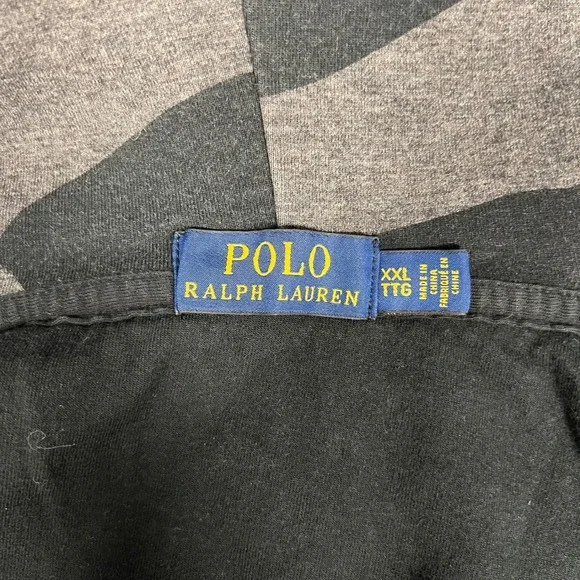 POLO
RALPH LAUREN
XXL
TTG
MADE IN
CHINA
FABRIQUÉ EN
CHINE